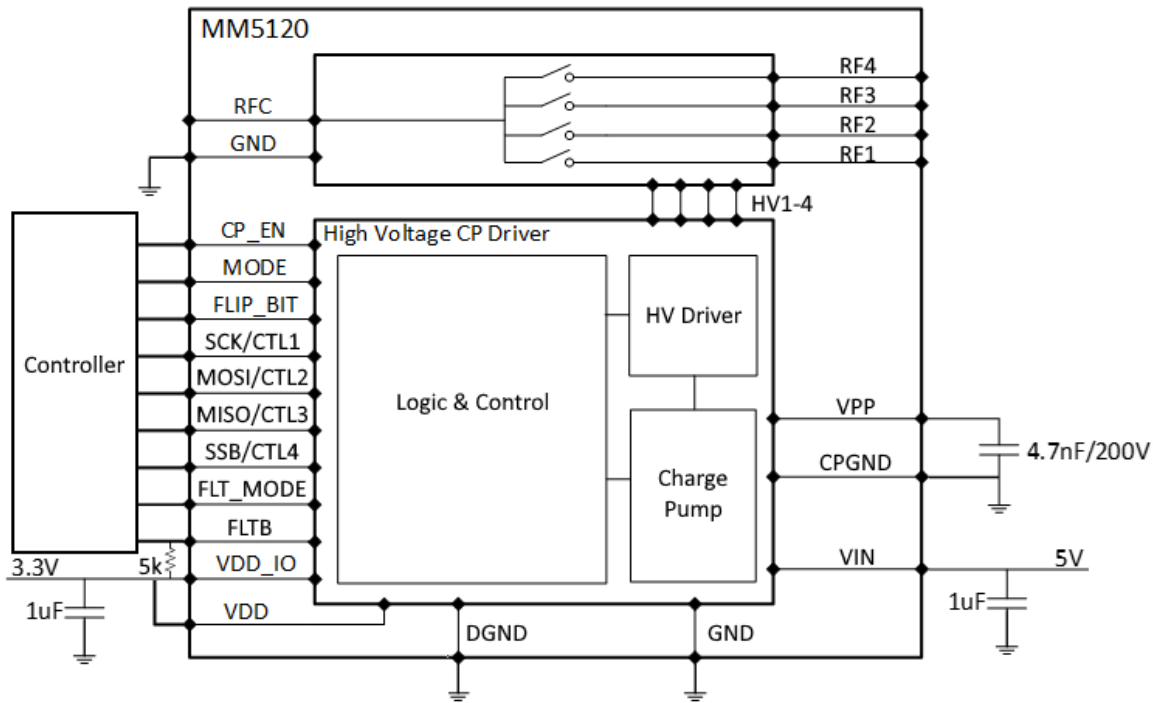 MM5120
RF4
RF3
RFC
RF2
GND
RF1
HV1-4
CP_EN
High Voltage CP Driver
MODE
FLIP_BIT
HV Driver
SCK/CTL1
Controller
MOSI/CTL2
Logic & Control
MISO/CTL3
VPP
SSB/CTL4
4.7nF/200V
CPGND
FLT_MODE
Charge
Pump
FLTB
3.3V
5k
VDD_IO
VIN
5V
1uF
VDD
1uF
DGND
GND